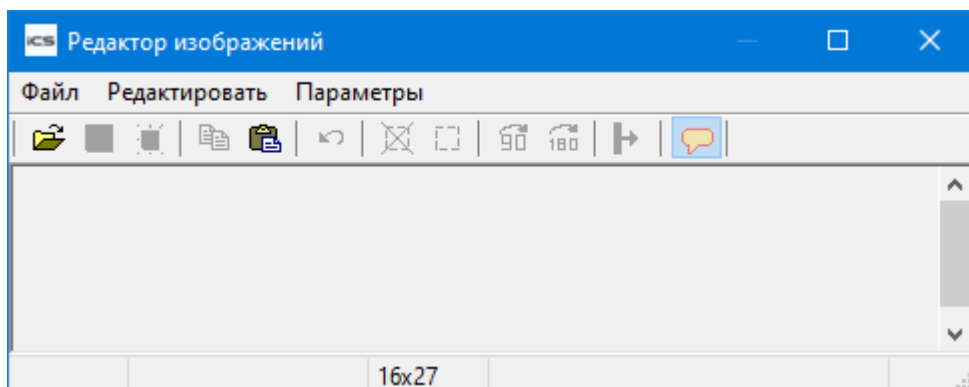 iCS Редактор изображений
Файл Редактировать Параметры
90 180
16x27